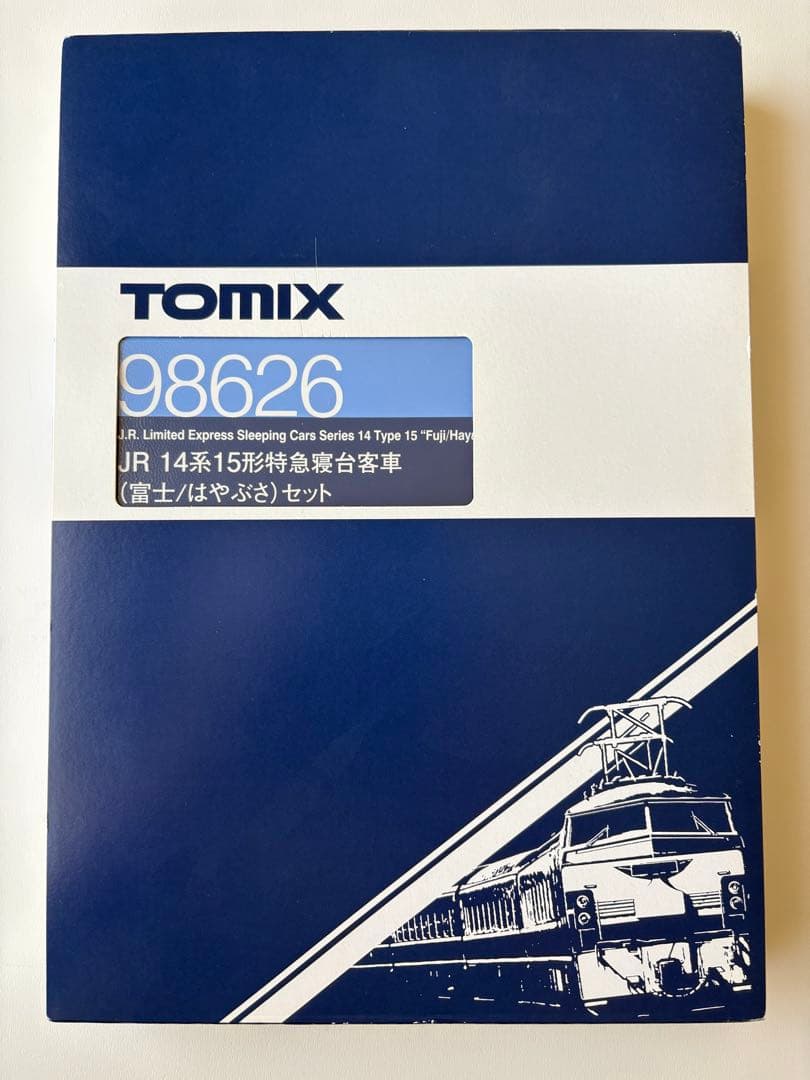 TOMIX
98626
J.R. Limited Express Sleeping Cars Series 14 Type 15 “Fuji/Hay
JR 14系15形特急寝台客車
(富士/はやぶさ)セット